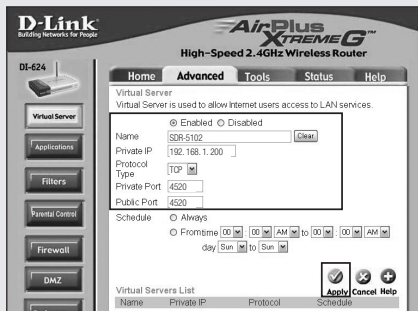 D-Link
Building Networks for People
AirPlus
XTREME G™
High-Speed 2.4GHz Wireless Router
DI-624
Home Advanced Tools Status Help
Virtual Server
Virtual Server is used to allow Internet users access to LAN services.
Enabled Disabled
Name SDR-5102 Clear
Private IP 192.168.1.200
Protocol Type TCP
Private Port 4520
Public Port 4520
Schedule Always
From time 00 : 00 AM to 00 : 00 AM
day Sun to Sun
Apply Cancel Help
Virtual Servers List
Name Private IP Protocol Schedule
Virtual Server
Applications
Filters
Parental Control
Firewall
DMZ